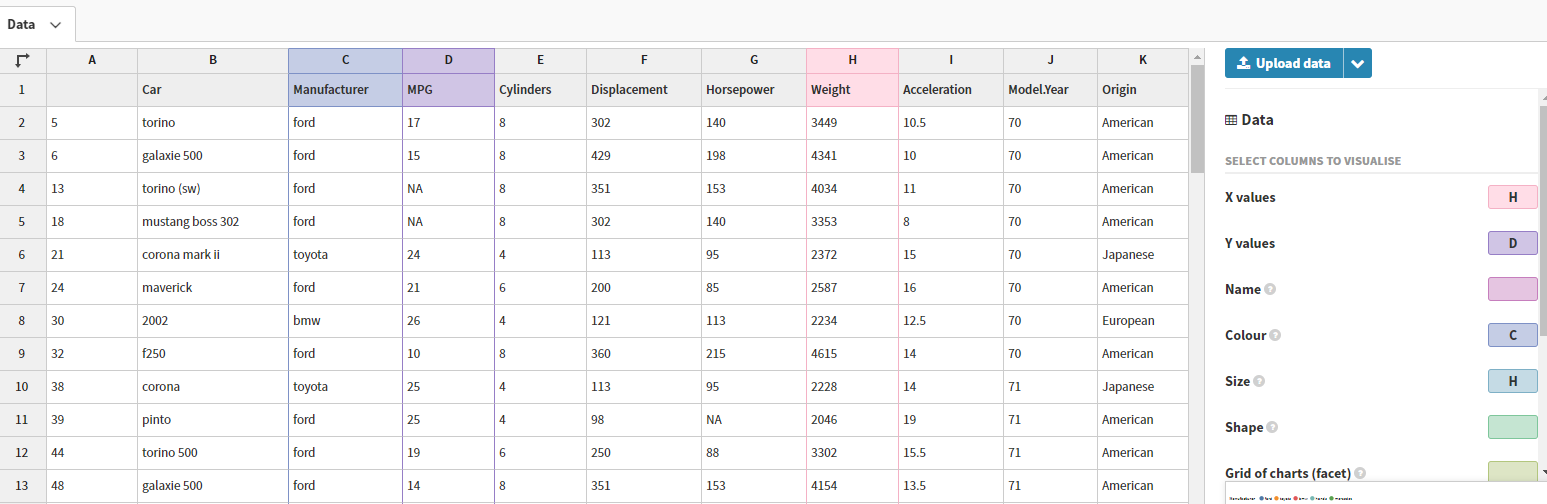 Data
A B C D E F G H I J K
1 Car Manufacturer MPG Cylinders Displacement Horsepower Weight Acceleration Model.Year Origin
2 5 torino ford 17 8 302 140 3449 10.5 70 American
3 6 galaxie 500 ford 15 8 429 198 4341 10 70 American
4 13 torino (sw) ford NA 8 351 153 4034 11 70 American
5 18 mustang boss 302 ford NA 8 302 140 3353 8 70 American
6 21 corona mark ii toyota 24 4 113 95 2372 15 70 Japanese
7 24 maverick ford 21 6 200 85 2587 16 70 American
8 30 2002 bmw 26 4 121 113 2234 12.5 70 European
9 32 f250 ford 10 8 360 215 4615 14 70 American
10 38 corona toyota 25 4 113 95 2228 14 71 Japanese
11 39 pinto ford 25 4 98 NA 2046 19 71 American
12 44 torino 500 ford 19 6 250 88 3302 15.5 71 American
13 48 galaxie 500 ford 14 8 351 153 4154 13.5 71 American
Upload data
Data
SELECT COLUMNS TO VISUALISE
X values H
Y values D
Name ?
Colour ? C
Size ? H
Shape ?
Grid of charts (facet) ?